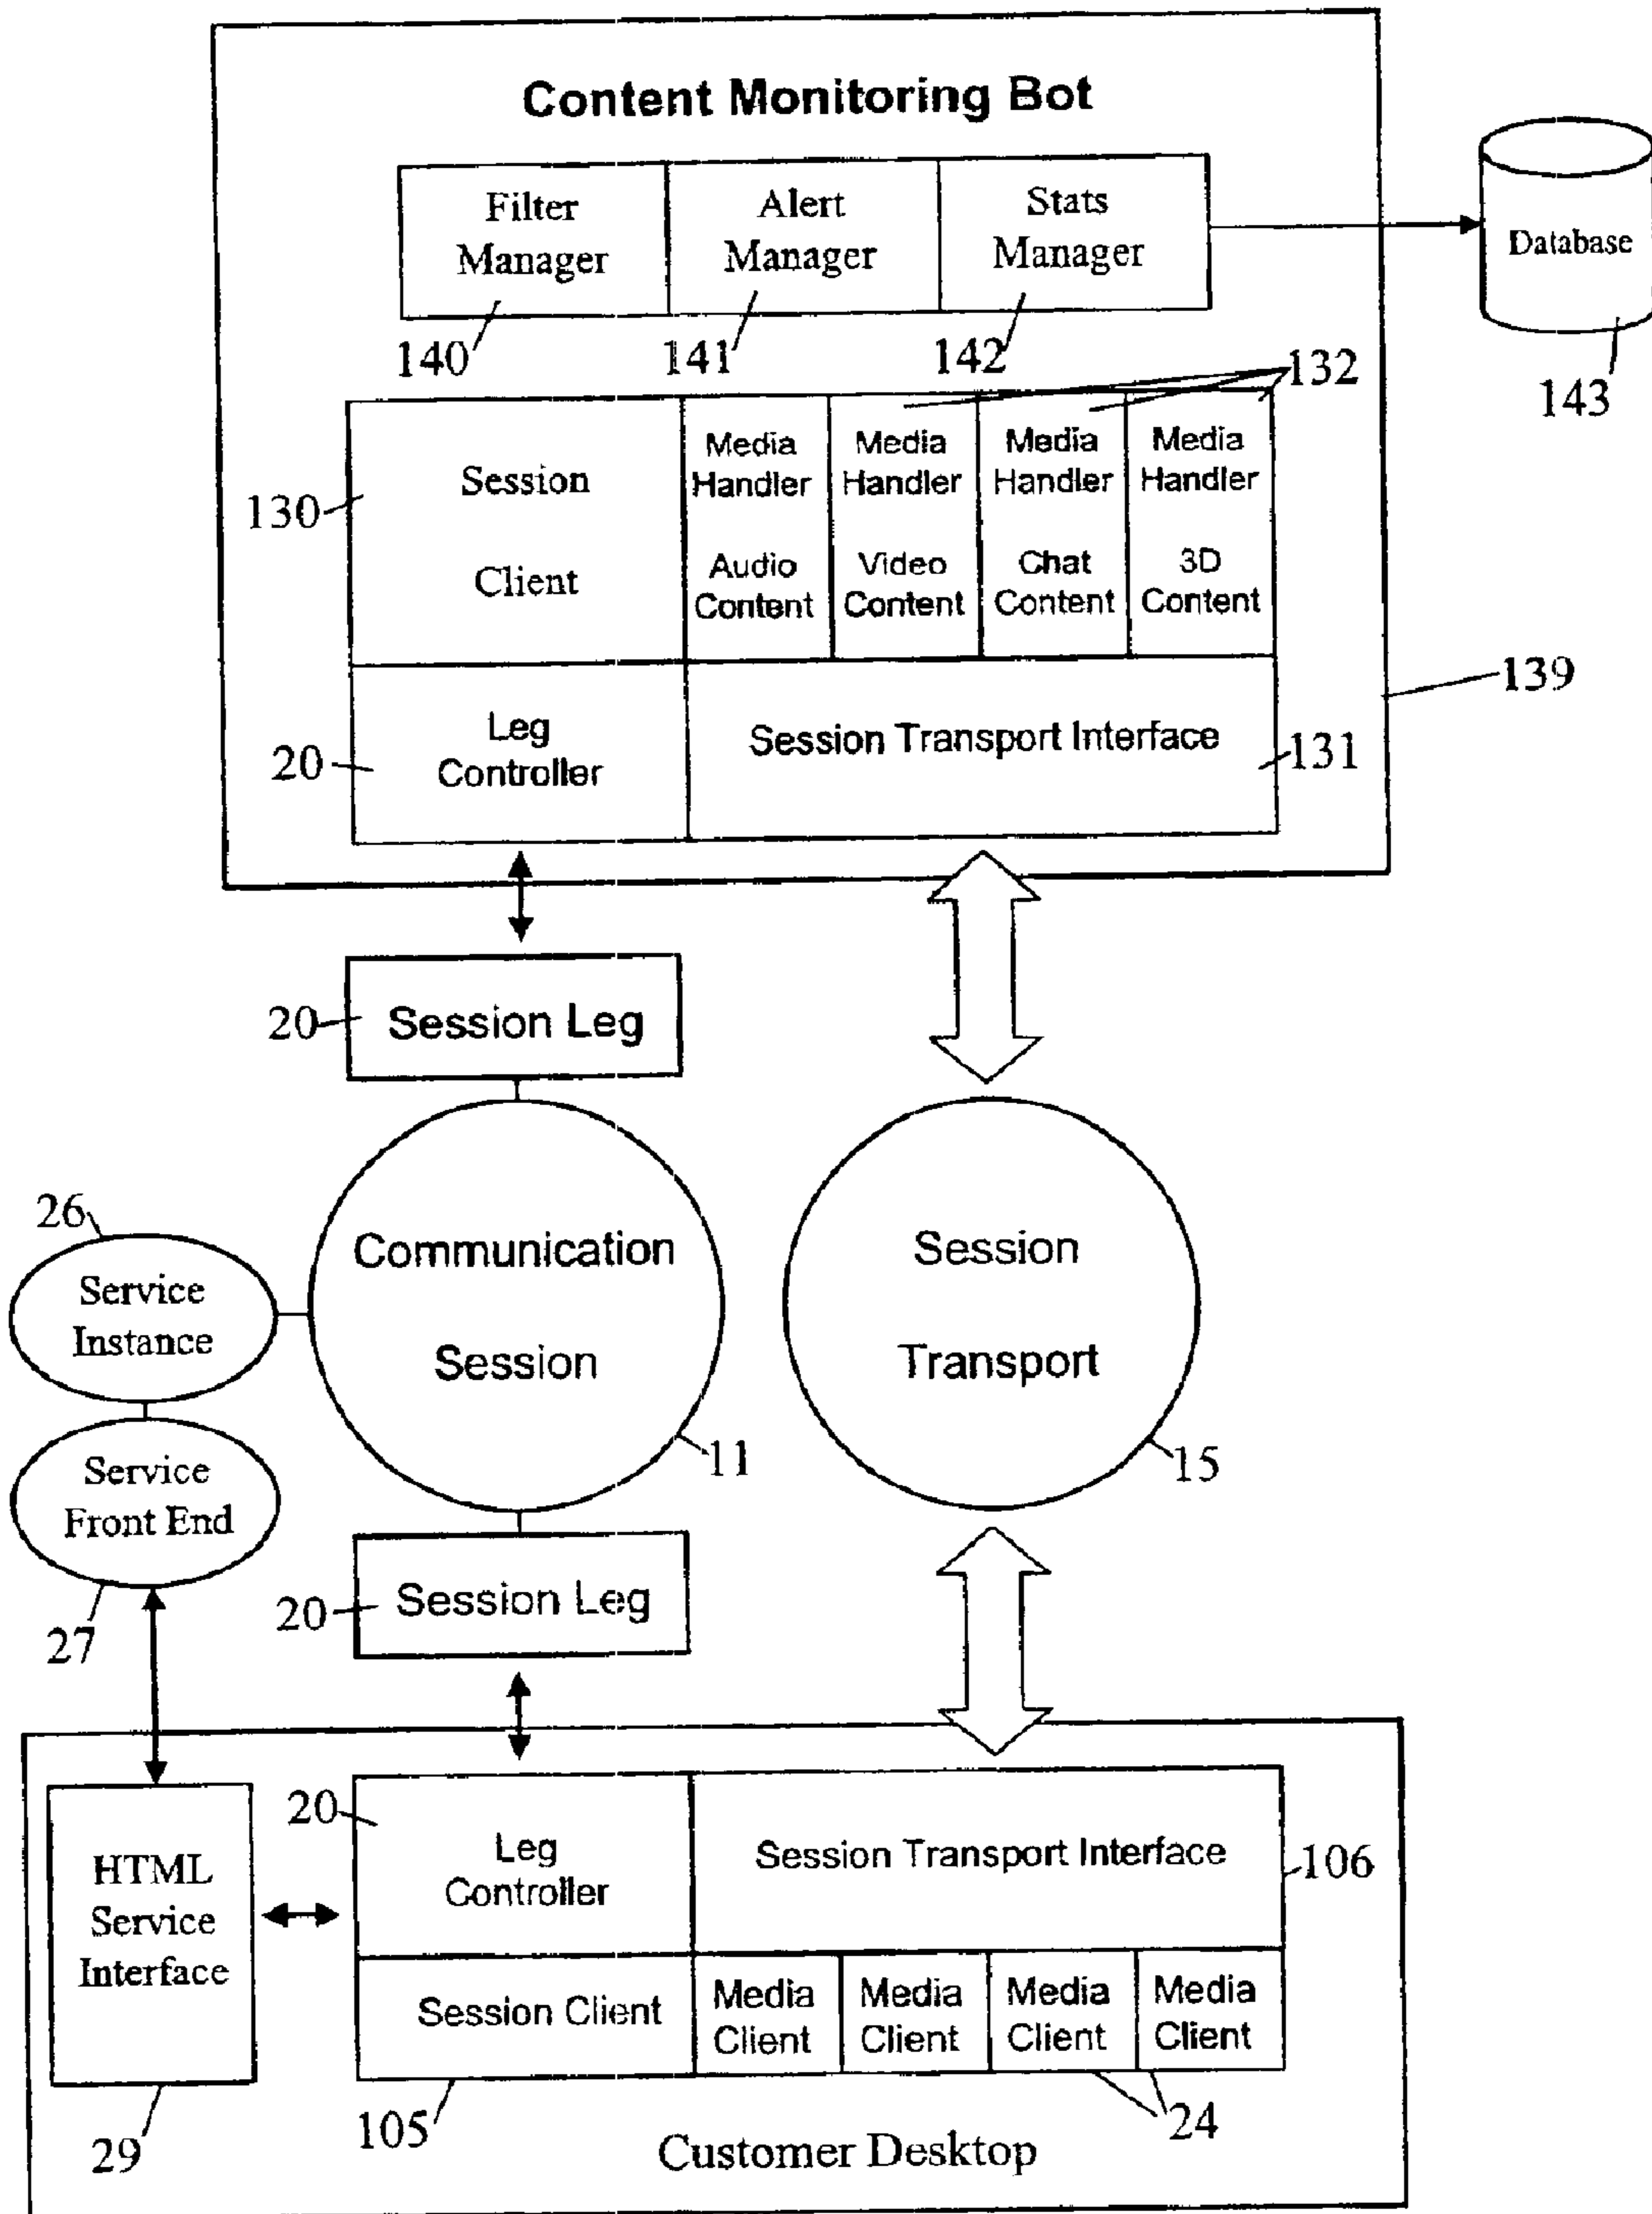 Content Monitoring Bot
Filter
Manager
Alert
Manager
Stats
Manager
Database
140
141
142
132
143
Session
Client
130
Media
Handler
Audio
Content
Media
Handler
Video
Content
Media
Handler
Chat
Content
Media
Handler
3D
Content
139
Leg
Controller
20
Session Transport Interface
131
20
Session Leg
26
Service
Instance
Communication
Session
11
Session
Transport
15
Service
Front End
27
20
Session Leg
HTML
Service
Interface
29
20
Leg
Controller
Session Transport Interface
106
Session Client
105
Media
Client
Media
Client
Media
Client
Media
Client
24
Customer Desktop